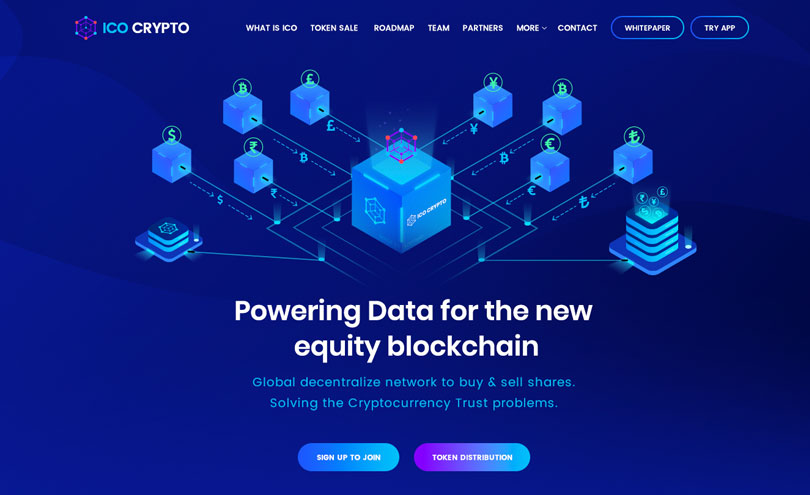 ICO CRYPTO
WHAT IS ICO
TOKEN SALE
ROADMAP
TEAM
PARTNERS
MORE
CONTACT
WHITEPAPER
TRY APP
₿
£
¥
₿
$
₹
€
₺
£
¥
₿
₿
₹
€
$
₺
ICO CRYPTO
₹
£
¥
Powering Data for the new
equity blockchain
Global decentralize network to buy & sell shares.
Solving the Cryptocurrency Trust problems.
SIGN UP TO JOIN
TOKEN DISTRIBUTION